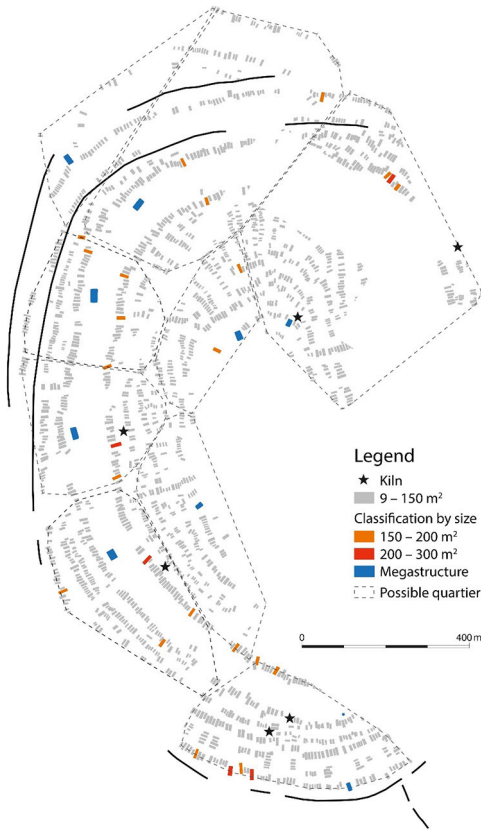 Legend
Kiln
9 – 150 m²
Classification by size
150 – 200 m²
200 – 300 m²
Megastructure
Possible quartier
0 400 m